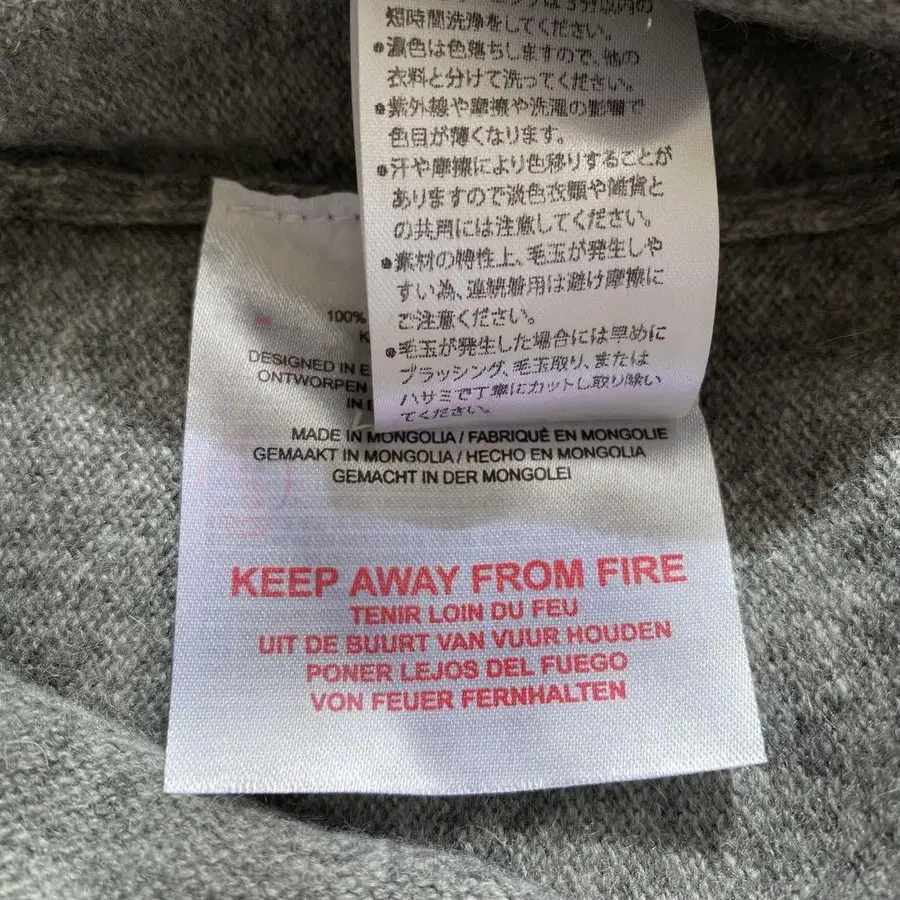 短時間洗浄をしてください。
●濃色は色落ちしますので、他の
衣料と分けて洗ってください。
●紫外線や摩擦や洗濯の影響で
色目が薄くなります。
●汗や摩擦により色移りすることが
ありますので淡色衣類や雑貨と
の共用には注意してください。
●素材の特性上、毛玉が発生しや
すい為、連続着用は避け摩擦に
ご注意ください。
●毛玉が発生した場合には早めに
ブラッシング、毛玉取り、または
ハサミで丁寧にカットし取り除い
てください。
100%
K
DESIGNED IN E
ONTWORPEN
IN
MADE IN MONGOLIA / FABRIQUÉ EN MONGOLIE
GEMAAKT IN MONGOLIA / HECHO EN MONGOLIA
GEMACHT IN DER MONGOLEI
KEEP AWAY FROM FIRE
TENIR LOIN DU FEU
UIT DE BUURT VAN VUUR HOUDEN
PONER LEJOS DEL FUEGO
VON FEUER FERNHALTEN